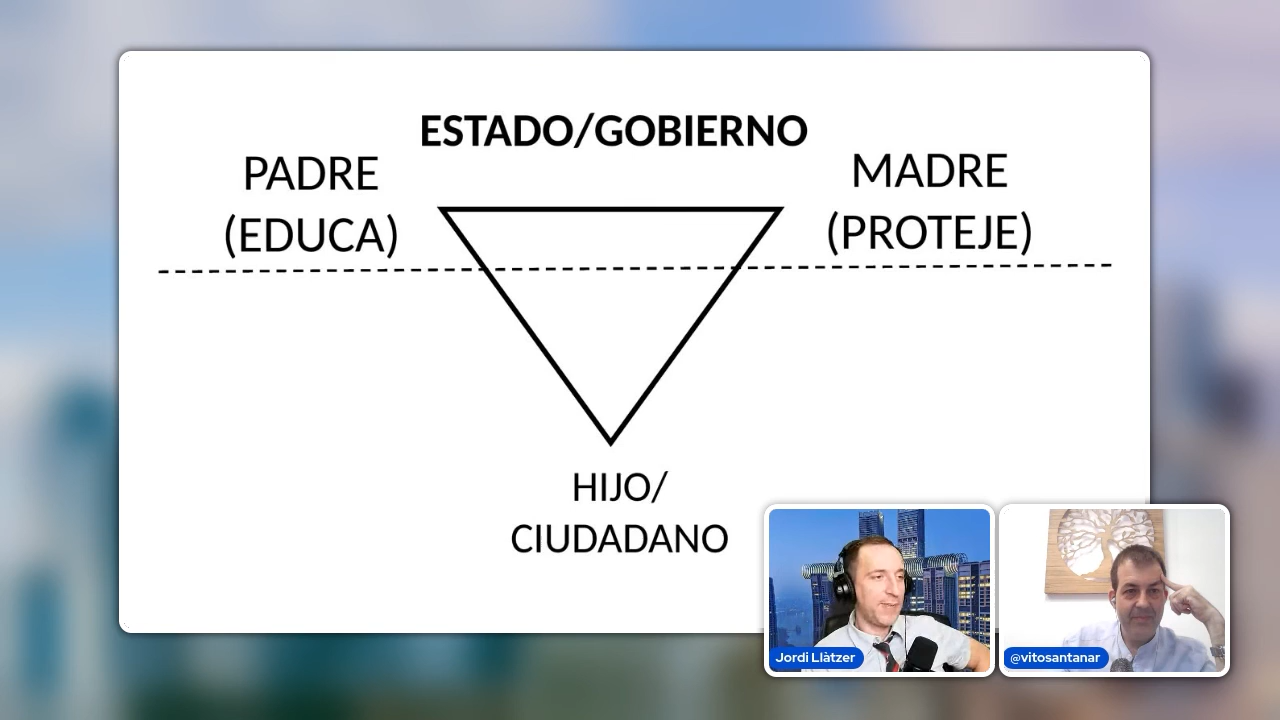 ESTADO/GOBIERNO
PADRE
(EDUCA)
MADRE
(PROTEJE)
HIJO/
CIUDADANO
Jordi Llàtzer
@vitosantanar